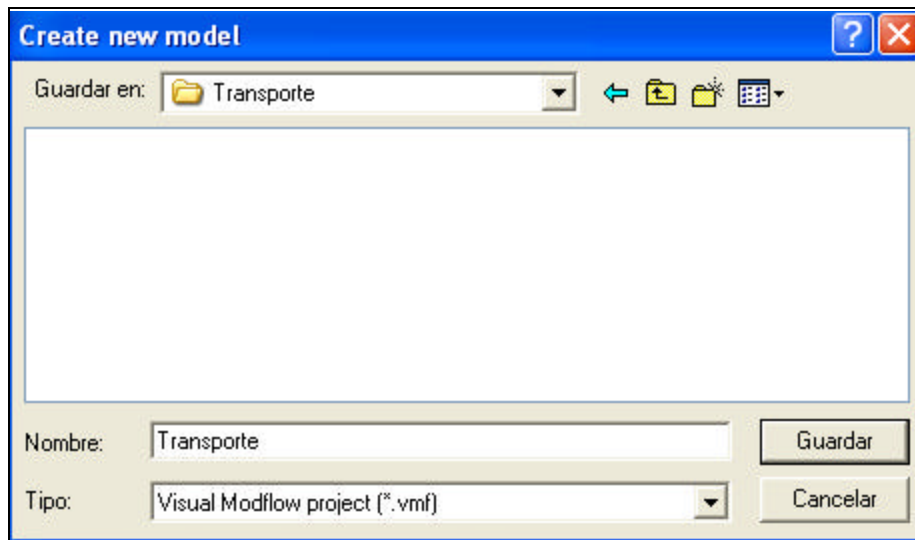 Create new model
Guardar en: Transporte
Nombre: Transporte Guardar
Tipo: Visual Modflow project (*.vmf) Cancelar